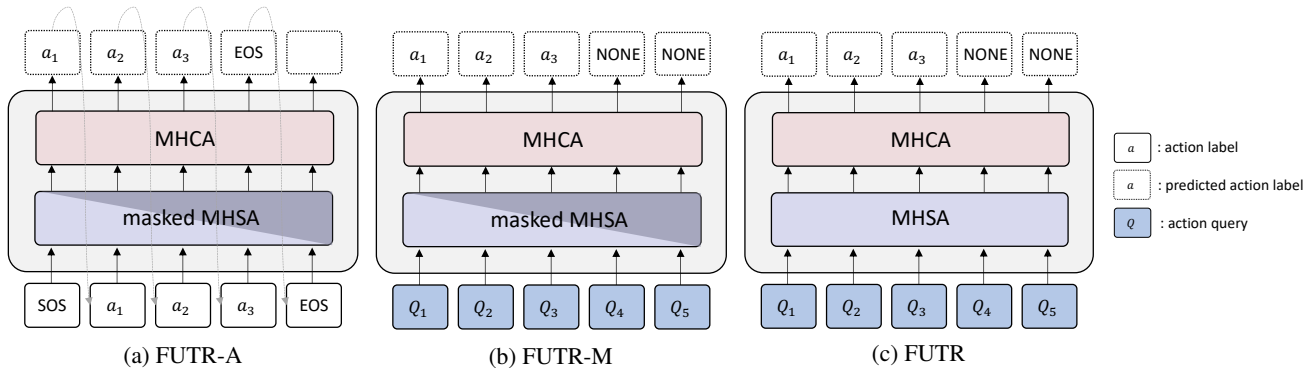 a₁ a₂ a₃ EOS
MHCA
masked MHSA
SOS a₁ a₂ a₃ EOS
(a) FUTR-A
a₁ a₂ a₃ NONE NONE
MHCA
masked MHSA
Q₁ Q₂ Q₃ Q₄ Q₅
(b) FUTR-M
a₁ a₂ a₃ NONE NONE
MHCA
MHSA
Q₁ Q₂ Q₃ Q₄ Q₅
(c) FUTR
a : action label
a : predicted action label
Q : action query